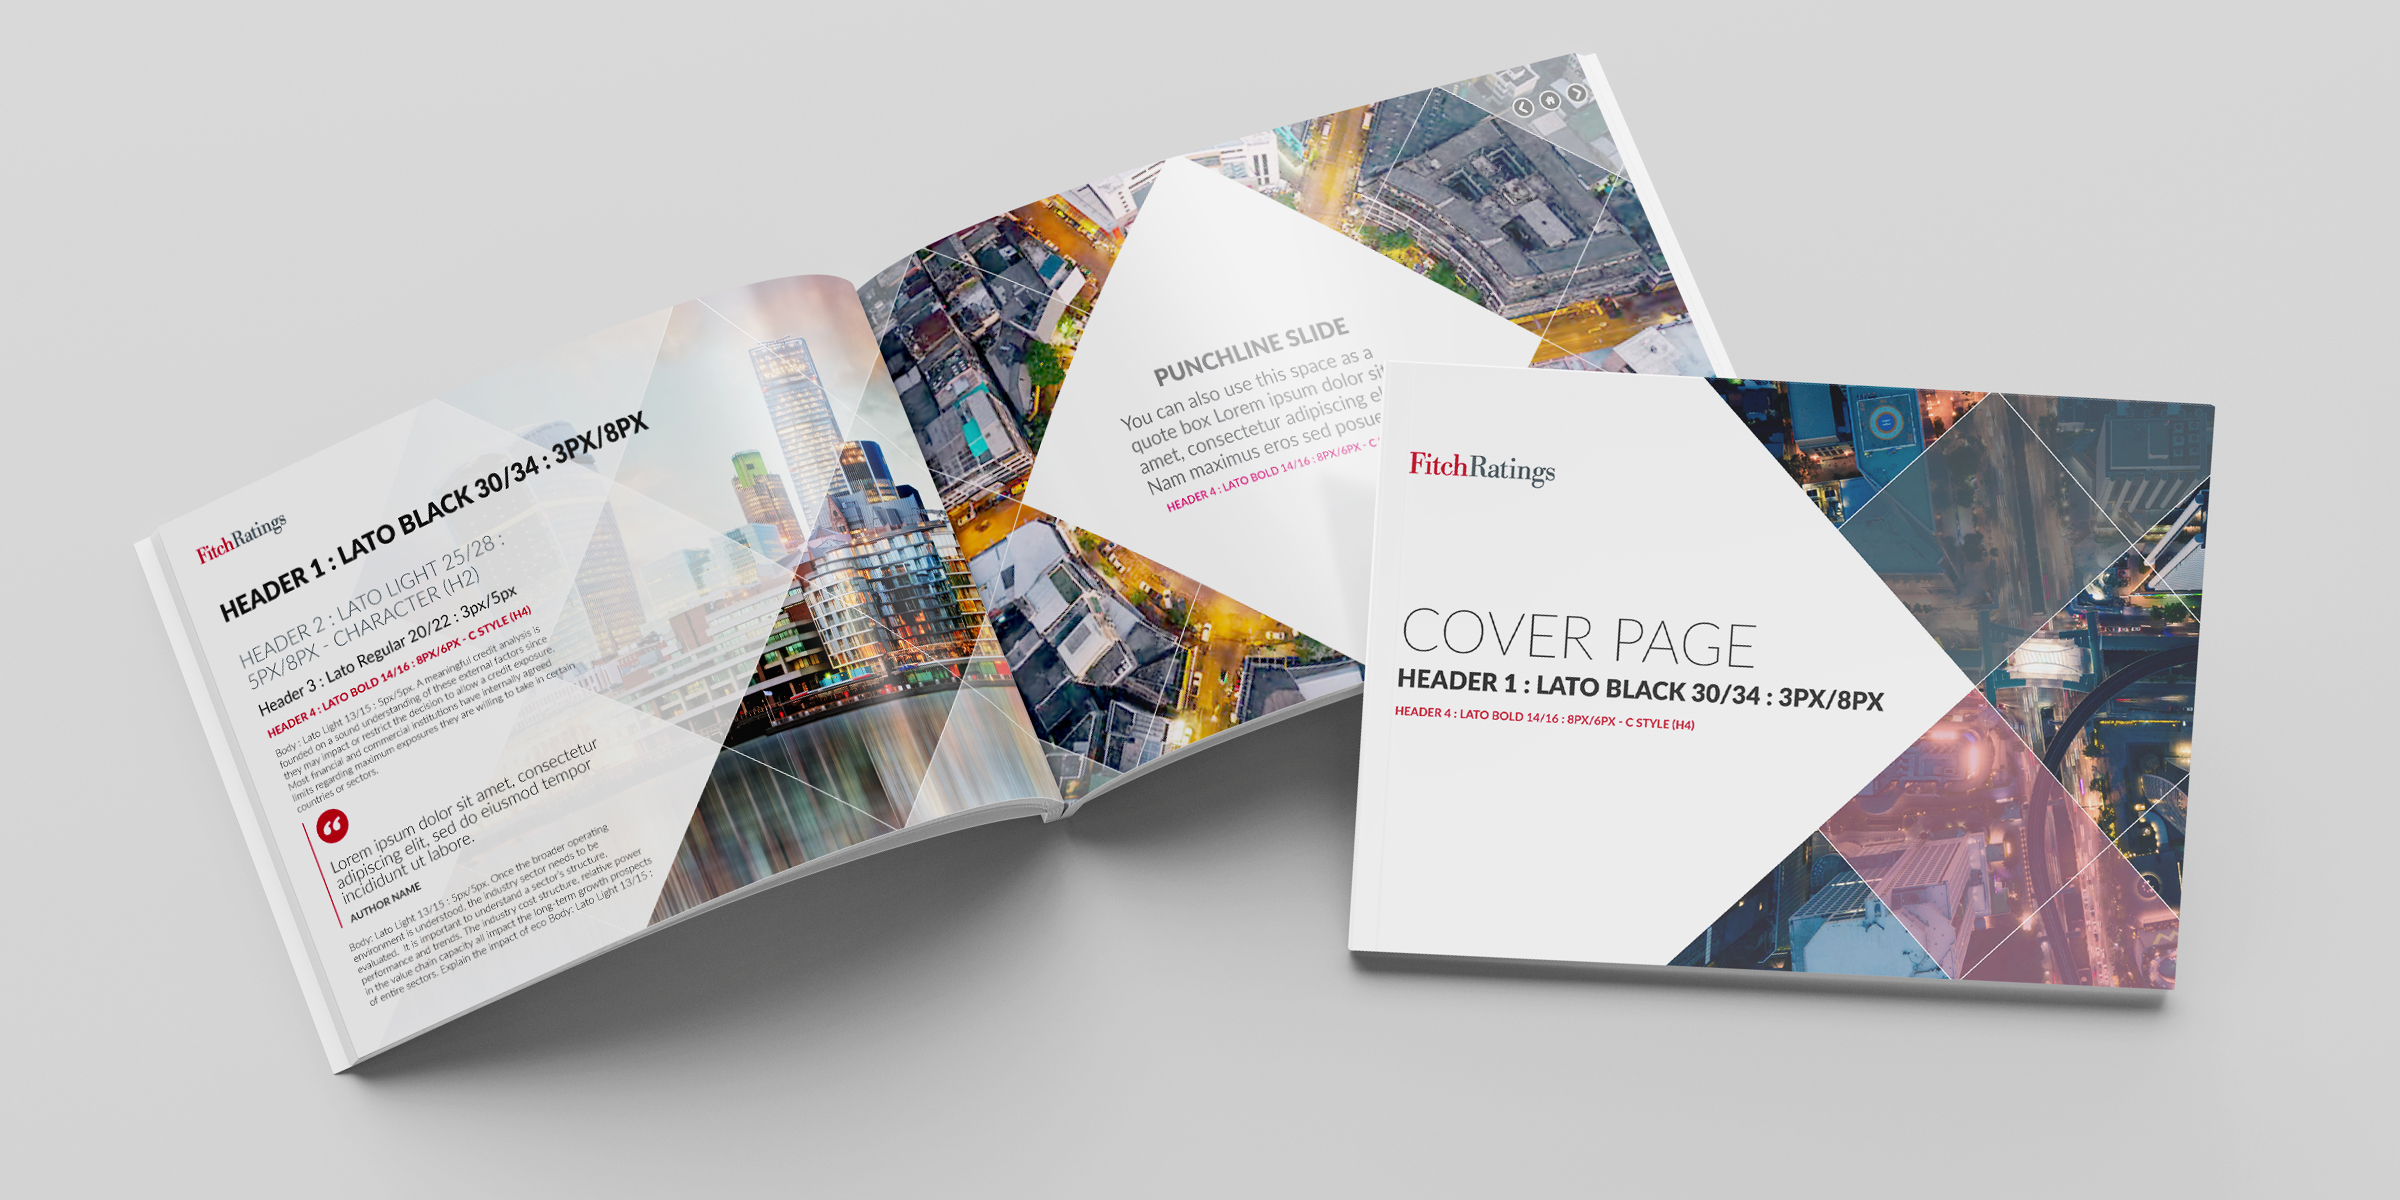 FitchRatings
HEADER 1 : LATO BLACK 30/34 : 3PX/8PX
HEADER 2 : LATO LIGHT 25/28 :
5PX/8PX - CHARACTER (H2)
Header 3 : Lato Regular 20/22 : 3px/5px
HEADER 4 : LATO BOLD 14/16 : 8PX/6PX - C STYLE (H4)
Body : Lato Light 13/15 : 5px/5px. A meaningful credit analysis is
founded on a sound understanding of these external factors since
they may impact or restrict the decision to allow a credit exposure.
Most financial and commercial institutions have internally agreed
limits regarding maximum exposures they are willing to take in certain
countries or sectors.
Lorem ipsum dolor sit amet, consectetur
adipiscing elit, sed do eiusmod tempor
incididunt ut labore.
AUTHOR NAME
Body: Lato Light 13/15 : 5px/5px. Once the broader operating
environment is understood, the industry sector needs to be
evaluated. It is important to understand a sector's structure,
performance and trends. The industry cost structure, relative power
in the value chain capacity all impact the long-term growth prospects
of entire sectors. Explain the impact of eco Body: Lato Light 13/15 :
PUNCHLINE SLIDE
You can also use this space as a
quote box Lorem ipsum dolor sit
amet, consectetur adipiscing
Nam maximus eros sed
HEADER 4 : LATO BOLD 14/16 : 8PX/6PX - C
FitchRatings
COVER PAGE
HEADER 1 : LATO BLACK 30/34 : 3PX/8PX
HEADER 4 : LATO BOLD 14/16 : 8PX/6PX - C STYLE (H4)